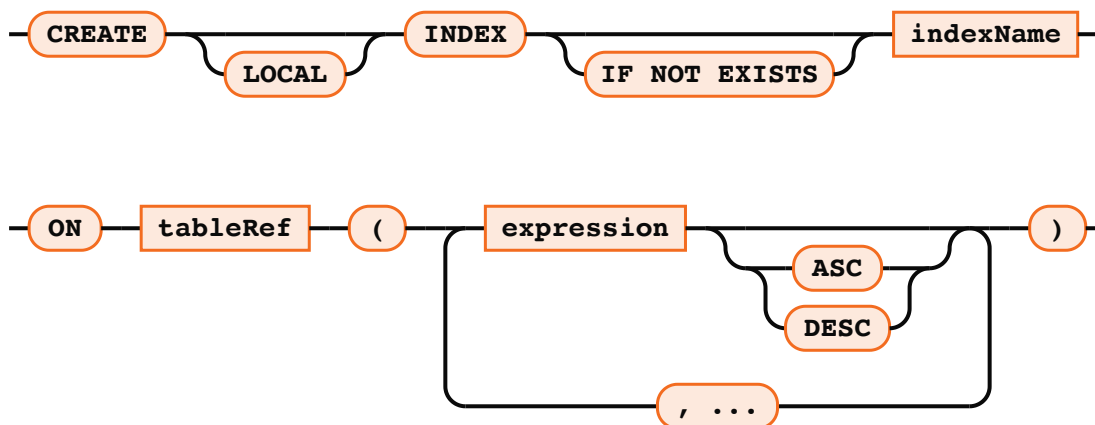 CREATE INDEX indexName
LOCAL IF NOT EXISTS
ON tableRef ( expression )
ASC
DESC
, ...